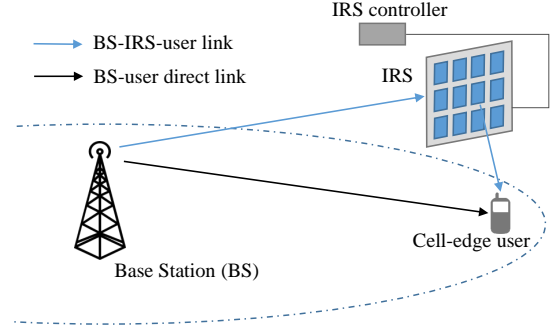 IRS controller
BS-IRS-user link
IRS
BS-user direct link
Cell-edge user
Base Station (BS)